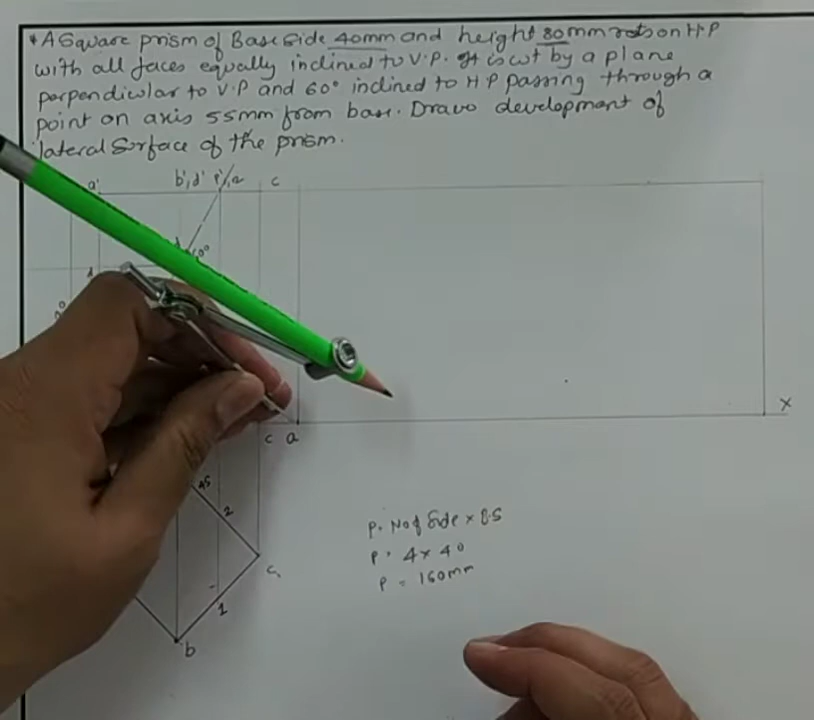 * A Square prism of Base Side 40mm and height 80mm rests on H.P
with all faces equally inclined to V.P. It is cut by a plane
perpendicular to V.P and 60° inclined to H P passing through a
point on axis 55mm from base. Draw development of
lateral Surface of the prism.
a' b', d' c
60°
c a X
45
2
P = No of Side × B.S
c
P = 4 × 40
P = 160mm
1
b